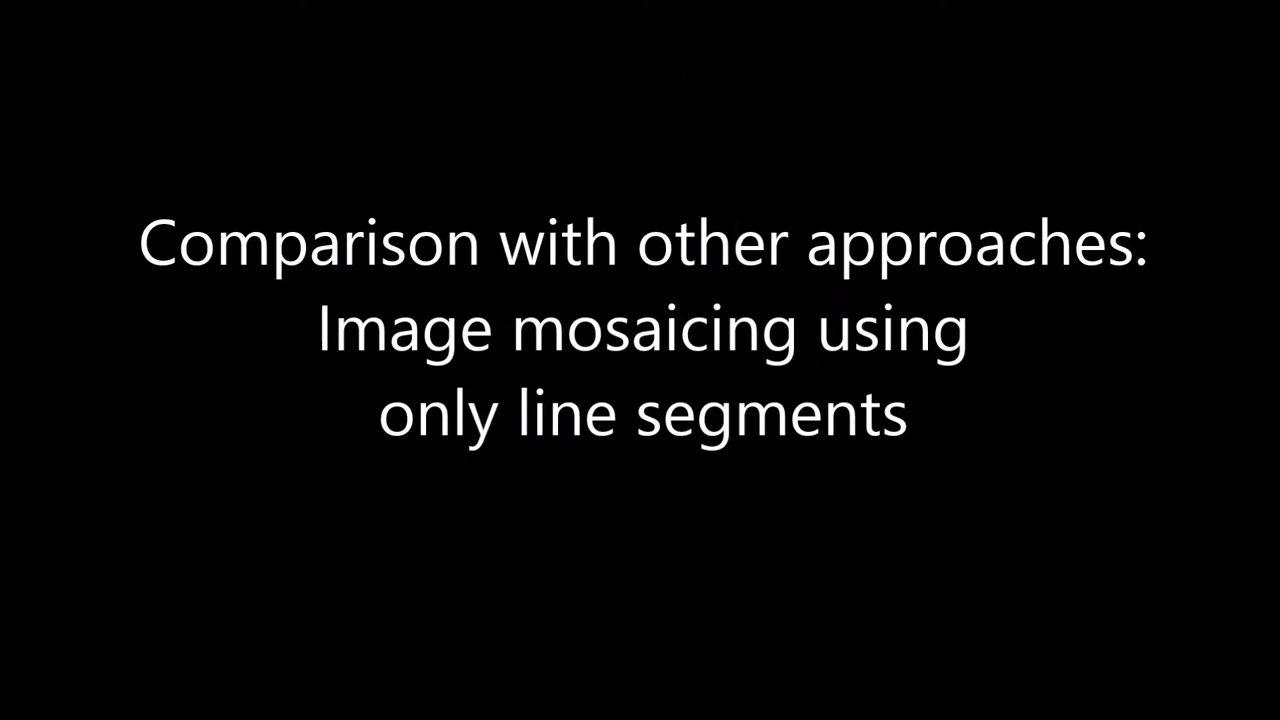 Comparison with other approaches:
Image mosaicing using
only line segments